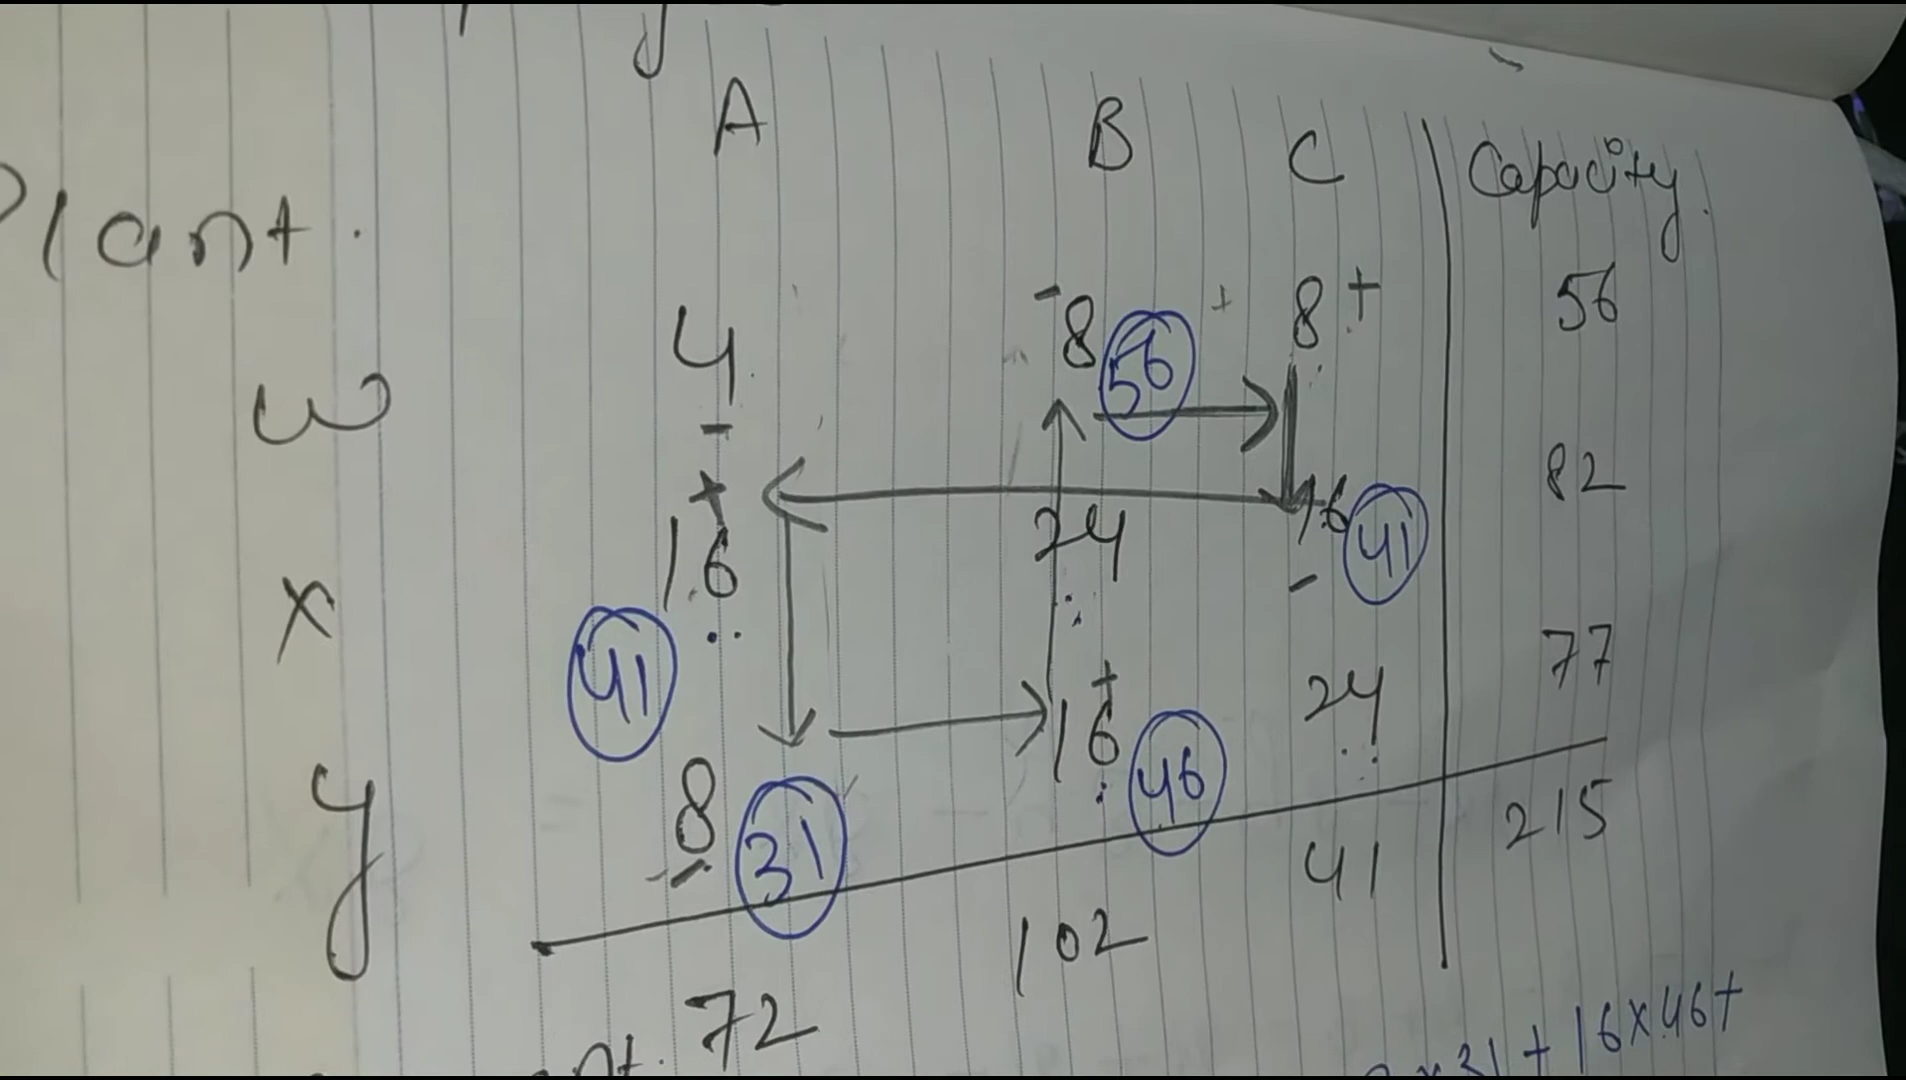 A B C Capacity.
Plant.
w 4 - -8 56 + 8+ 56
x + 16 41 24 16 41 - 82
y 8 - 31 + 16 46 24 77
72 102 41 215
31 + 16x46+